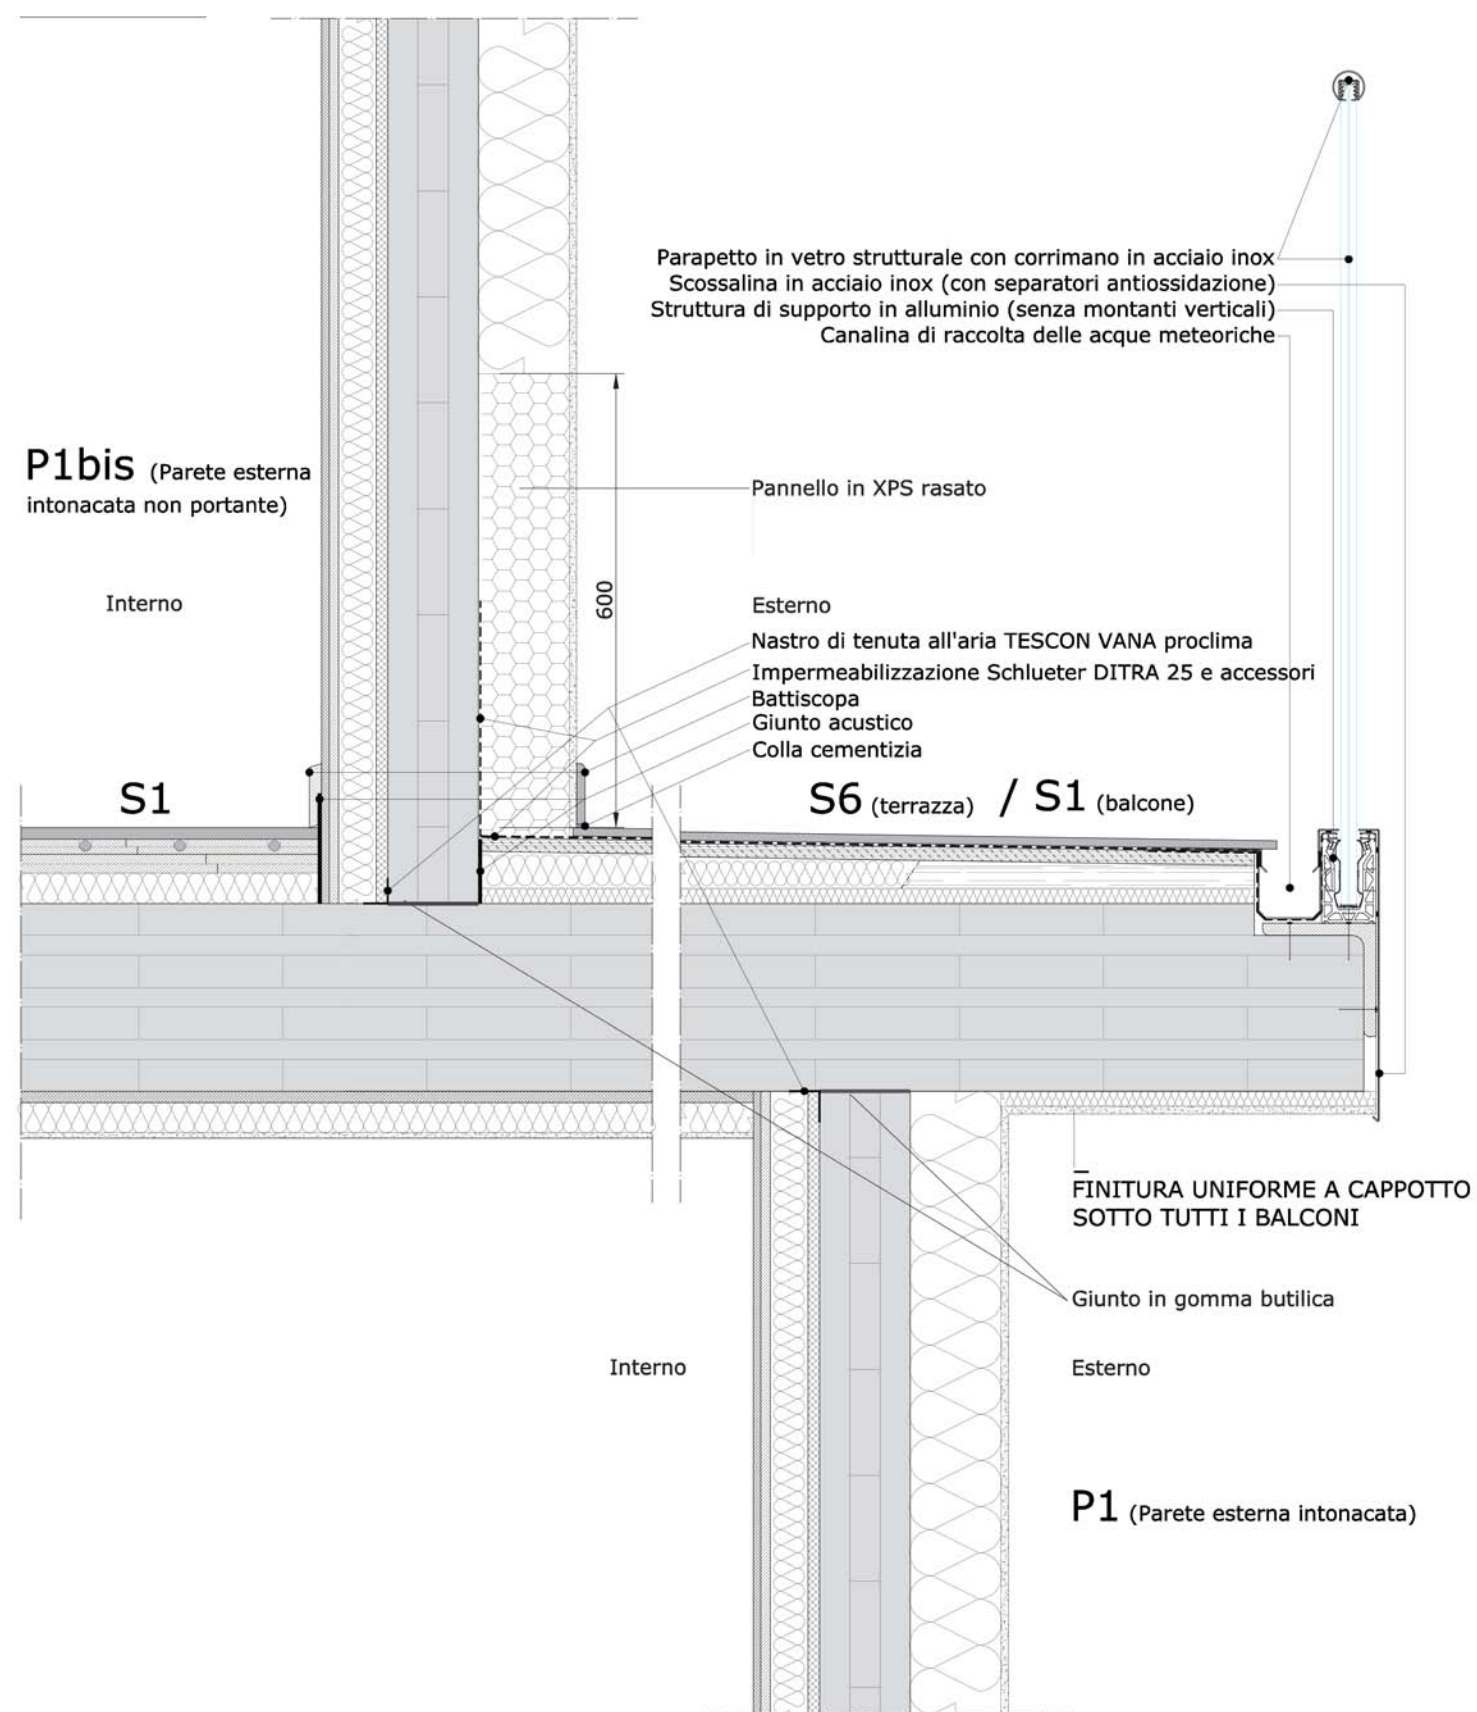 Parapetto in vetro strutturale con corrimano in acciaio inox
Scossalina in acciaio inox (con separatori antiossidazione)
Struttura di supporto in alluminio (senza montanti verticali)
Canalina di raccolta delle acque meteoriche
P1bis (Parete esterna
intonacata non portante)
Pannello in XPS rasato
600
Interno
Esterno
Nastro di tenuta all'aria TESCON VANA proclima
Impermeabilizzazione Schlueter DITRA 25 e accessori
Battiscopa
Giunto acustico
Colla cementizia
S1
S6 (terrazza) / S1 (balcone)
FINITURA UNIFORME A CAPPOTTO
SOTTO TUTTI I BALCONI
Giunto in gomma butilica
Interno
Esterno
P1 (Parete esterna intonacata)